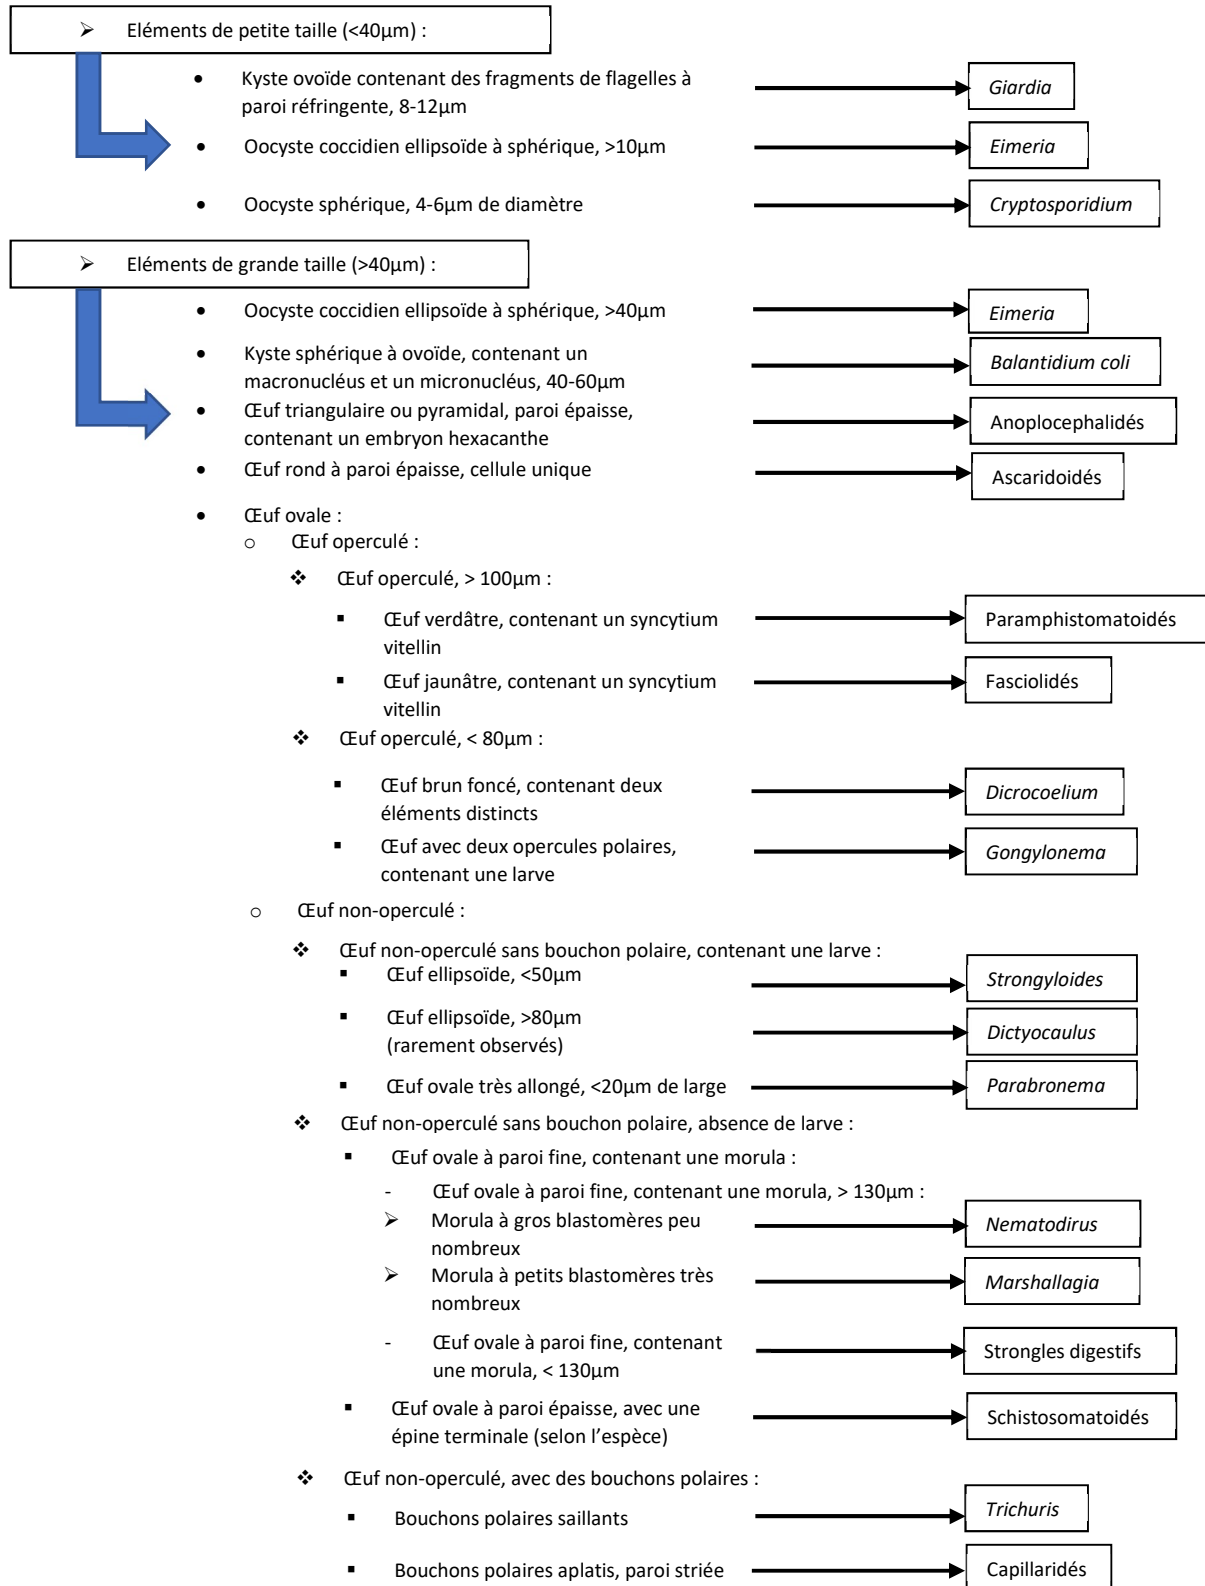 ➢ Eléments de petite taille (<40µm) :
• Kyste ovoïde contenant des fragments de flagelles à
paroi réfringente, 8-12µm
Giardia
• Oocyste coccidien ellipsoïde à sphérique, >10µm
Eimeria
• Oocyste sphérique, 4-6µm de diamètre
Cryptosporidium
➢ Eléments de grande taille (>40µm) :
• Oocyste coccidien ellipsoïde à sphérique, >40µm
Eimeria
• Kyste sphérique à ovoïde, contenant un
macronucléus et un micronucléus, 40-60µm
Balantidium coli
• Œuf triangulaire ou pyramidal, paroi épaisse,
contenant un embryon hexacanthe
Anoplocephalidés
• Œuf rond à paroi épaisse, cellule unique
Ascaridoidés
• Œuf ovale :
o Œuf operculé :
❖ Œuf operculé, > 100µm :
▪ Œuf verdâtre, contenant un syncytium
vitellin
Paramphistomatoidés
▪ Œuf jaunâtre, contenant un syncytium
vitellin
Fasciolidés
❖ Œuf operculé, < 80µm :
▪ Œuf brun foncé, contenant deux
éléments distincts
Dicrocoelium
▪ Œuf avec deux opercules polaires,
contenant une larve
Gongylonema
o Œuf non-operculé :
❖ Œuf non-operculé sans bouchon polaire, contenant une larve :
▪ Œuf ellipsoïde, <50µm
Strongyloides
▪ Œuf ellipsoïde, >80µm
(rarement observés)
Dictyocaulus
▪ Œuf ovale très allongé, <20µm de large
Parabronema
❖ Œuf non-operculé sans bouchon polaire, absence de larve :
▪ Œuf ovale à paroi fine, contenant une morula :
- Œuf ovale à paroi fine, contenant une morula, > 130µm :
➢ Morula à gros blastomères peu
nombreux
Nematodirus
➢ Morula à petits blastomères très
nombreux
Marshallagia
- Œuf ovale à paroi fine, contenant
une morula, < 130µm
Strongles digestifs
▪ Œuf ovale à paroi épaisse, avec une
épine terminale (selon l’espèce)
Schistosomatoidés
❖ Œuf non-operculé, avec des bouchons polaires :
▪ Bouchons polaires saillants
Trichuris
▪ Bouchons polaires aplatis, paroi striée
Capillaridés